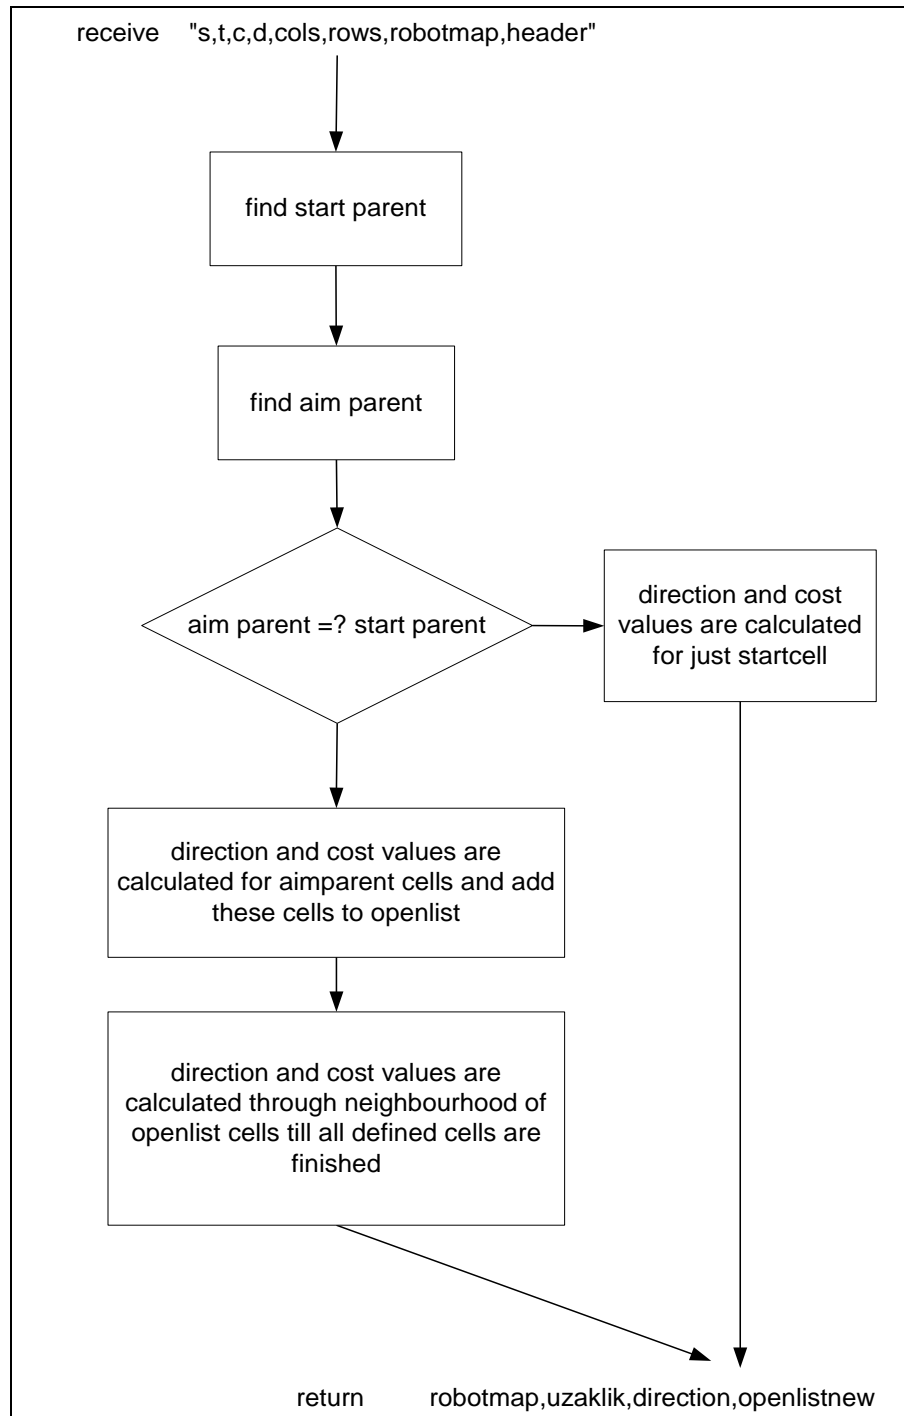 receive "s,t,c,d,cols,rows,robotmap,header"
find start parent
find aim parent
aim parent =? start parent
direction and cost
values are calculated
for just startcell
direction and cost values are
calculated for aimparent cells and add
these cells to openlist
direction and cost values are
calculated through neighbourhood of
openlist cells till all defined cells are
finished
return robotmap,uzaklik,direction,openlistnew